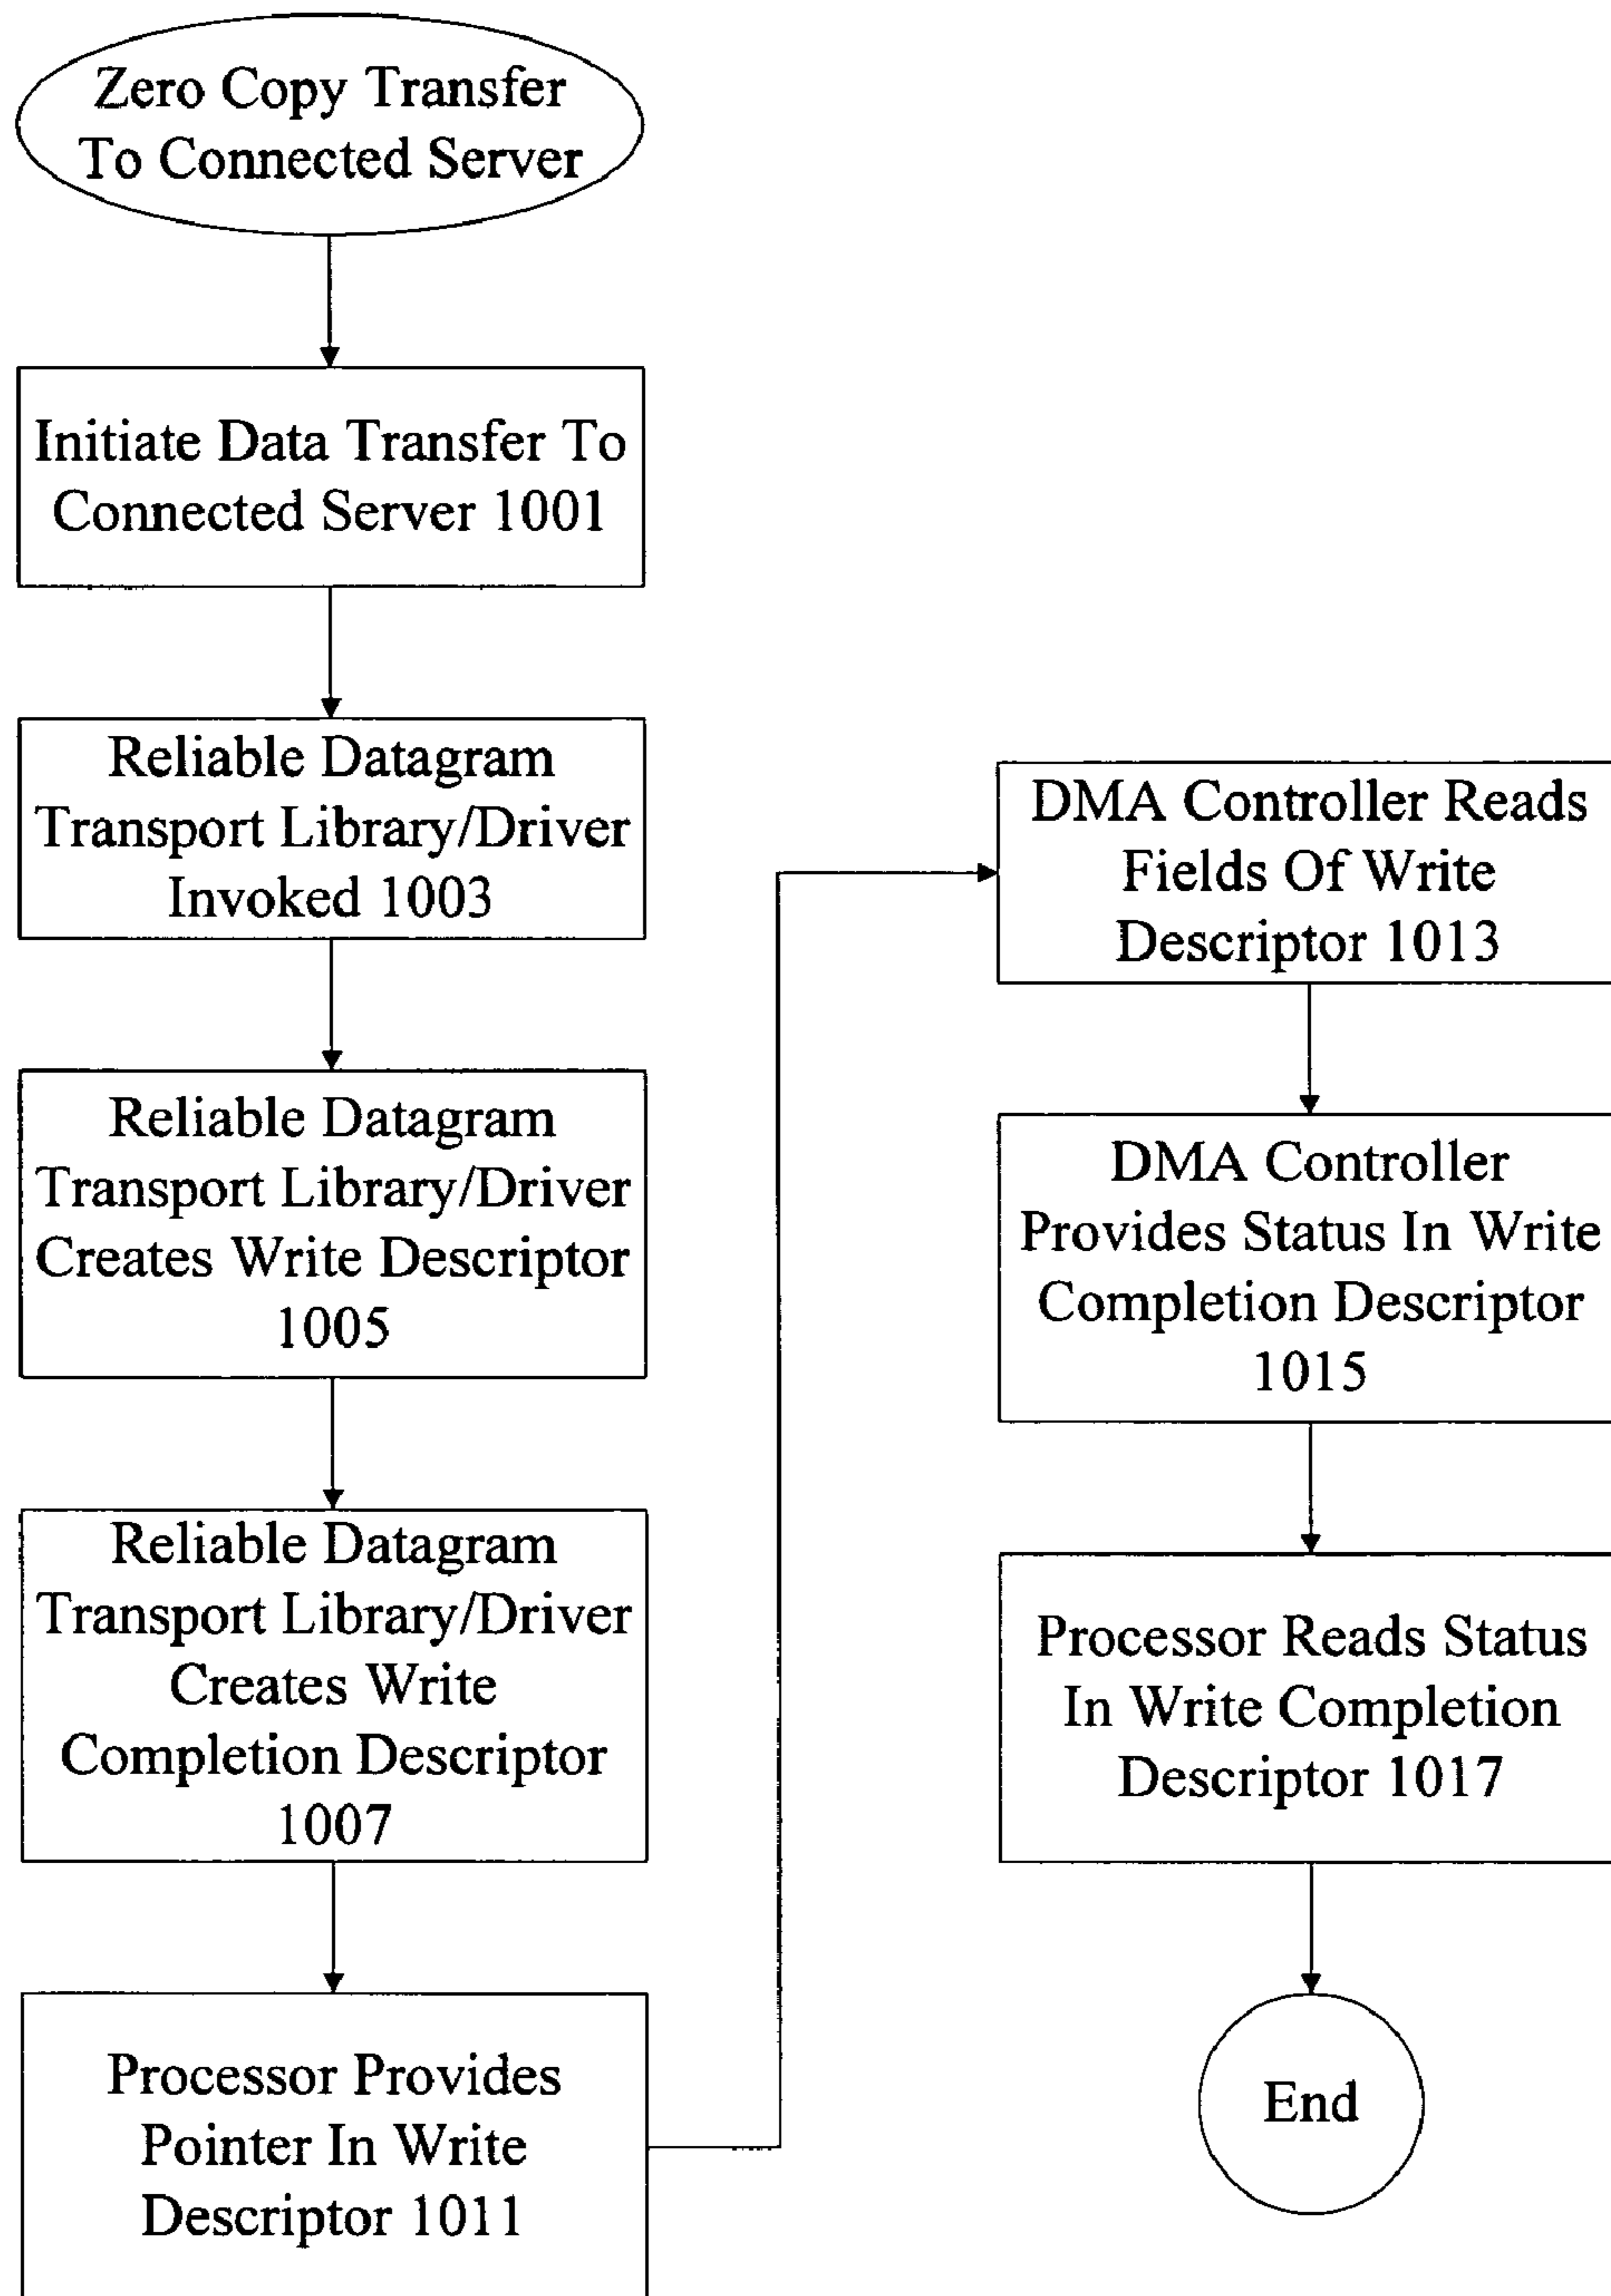 Zero Copy Transfer
To Connected Server
Initiate Data Transfer To
Connected Server 1001
Reliable Datagram
Transport Library/Driver
Invoked 1003
Reliable Datagram
Transport Library/Driver
Creates Write Descriptor
1005
Reliable Datagram
Transport Library/Driver
Creates Write
Completion Descriptor
1007
Processor Provides
Pointer In Write
Descriptor 1011
DMA Controller Reads
Fields Of Write
Descriptor 1013
DMA Controller
Provides Status In Write
Completion Descriptor
1015
Processor Reads Status
In Write Completion
Descriptor 1017
End